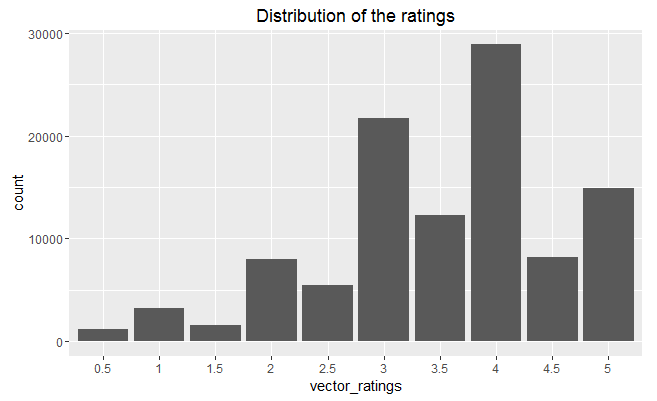 Distribution of the ratings
30000
20000
10000
0
count
0.5 1 1.5 2 2.5 3 3.5 4 4.5 5
vector_ratings